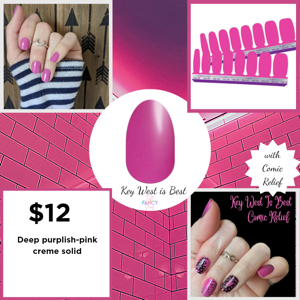 Key West is Best
FANCY
with
Comic
Relief
$12
Deep purplish-pink
creme solid
Key West Is Best
Comic Relief